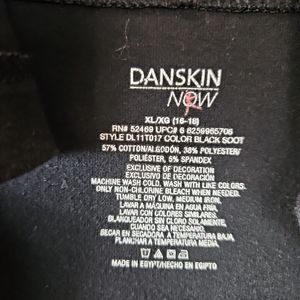 DANSKIN
NOW
XL/XG (16-18)
RN# 52469 UPC# 6 6259965706
STYLE DL11T017 COLOR BLACK SOOT
57% COTTON/ALGODÓN, 38% POLYESTER/
POLIÉSTER, 5% SPANDEX
EXCLUSIVE OF DECORATION
EXCLUSIVO DE DECORACIÓN
MACHINE WASH COLD, WASH WITH LIKE COLORS.
ONLY NON-CHLORINE BLEACH WHEN NEEDED.
TUMBLE DRY LOW, MEDIUM IRON.
LAVAR A MÁQUINA EN AGUA FRÍA.
LAVAR CON COLORES SIMILARES.
BLANQUEADOR SIN CLORO SOLAMENTE,
CUANDO SEA NECESARIO.
SECAR EN SECADORA A TEMPERATURA BAJA.
PLANCHAR A TEMPERATURA MEDIA.
MADE IN EGYPT/HECHO EN EGIPTO